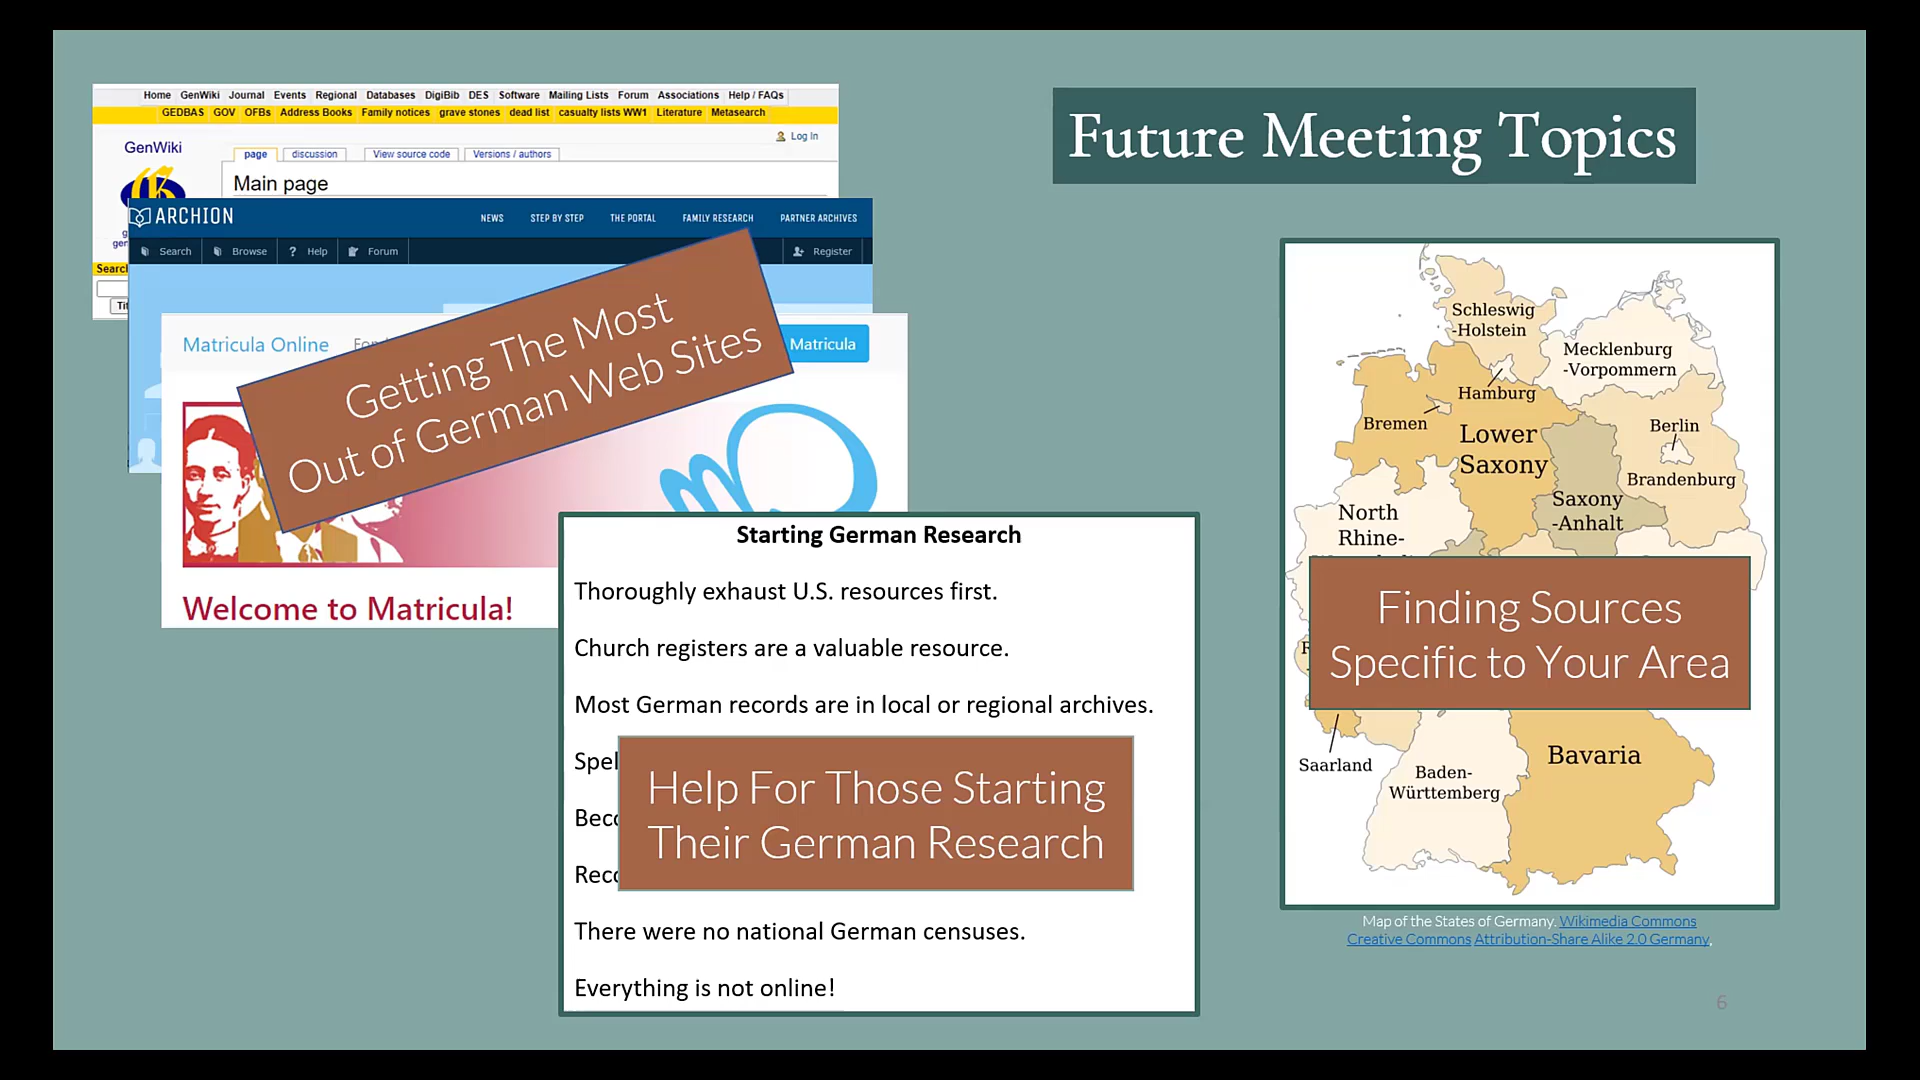 Future Meeting Topics
Home GenWiki Journal Events Regional Databases DigiBib DES Software Mailing Lists Forum Associations Help / FAQs
GEDBAS GOV OFBs Address Books Family notices grave stones dead list casualty lists WW1 Literature Metasearch
Log In
GenWiki
page discussion View source code Versions / authors
Main page
ARCHION
NEWS STEP BY STEP THE PORTAL FAMILY RESEARCH PARTNER ARCHIVES
Search Browse Help Forum Register
Search
Matricula Online
Matricula
Getting The Most
Out of German Web Sites
Welcome to Matricula!
Starting German Research
Thoroughly exhaust U.S. resources first.
Church registers are a valuable resource.
Most German records are in local or regional archives.
Help For Those Starting
Their German Research
There were no national German censuses.
Everything is not online!
Schleswig
-Holstein
Mecklenburg
-Vorpommern
Hamburg
Bremen
Lower
Saxony
Berlin
Brandenburg
Saxony
-Anhalt
North
Rhine-
Finding Sources
Specific to Your Area
Saarland
Baden-
Württemberg
Bavaria
Map of the States of Germany. Wikimedia Commons
Creative Commons Attribution-Share Alike 2.0 Germany,
6